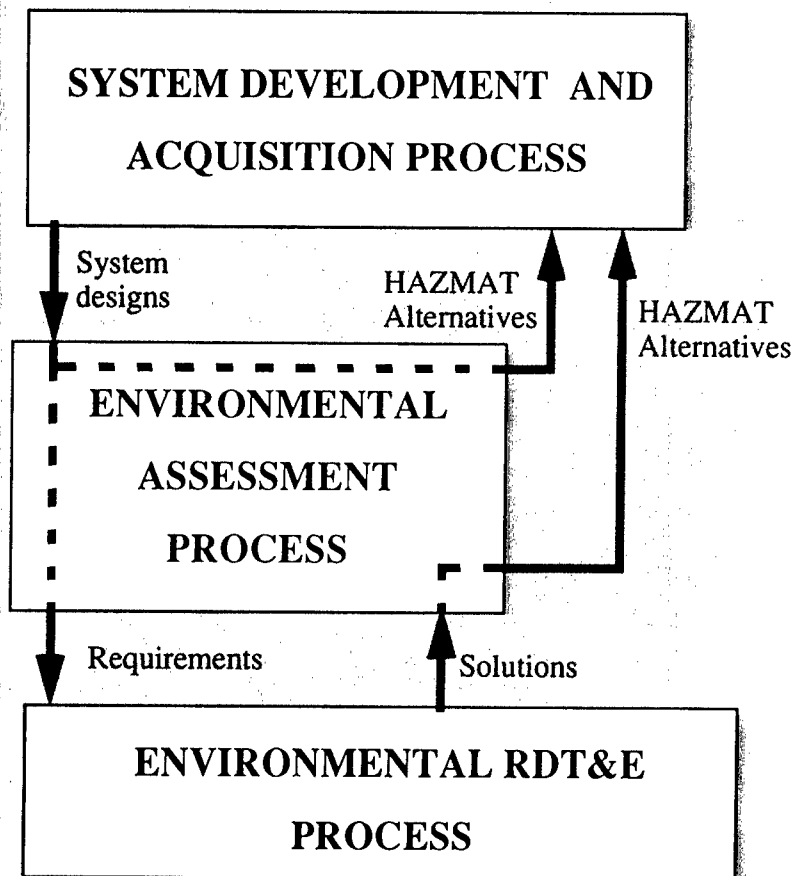 SYSTEM DEVELOPMENT AND
ACQUISITION PROCESS
System
designs
HAZMAT
Alternatives
HAZMAT
Alternatives
ENVIRONMENTAL
ASSESSMENT
PROCESS
Requirements
Solutions
ENVIRONMENTAL RDT&E
PROCESS